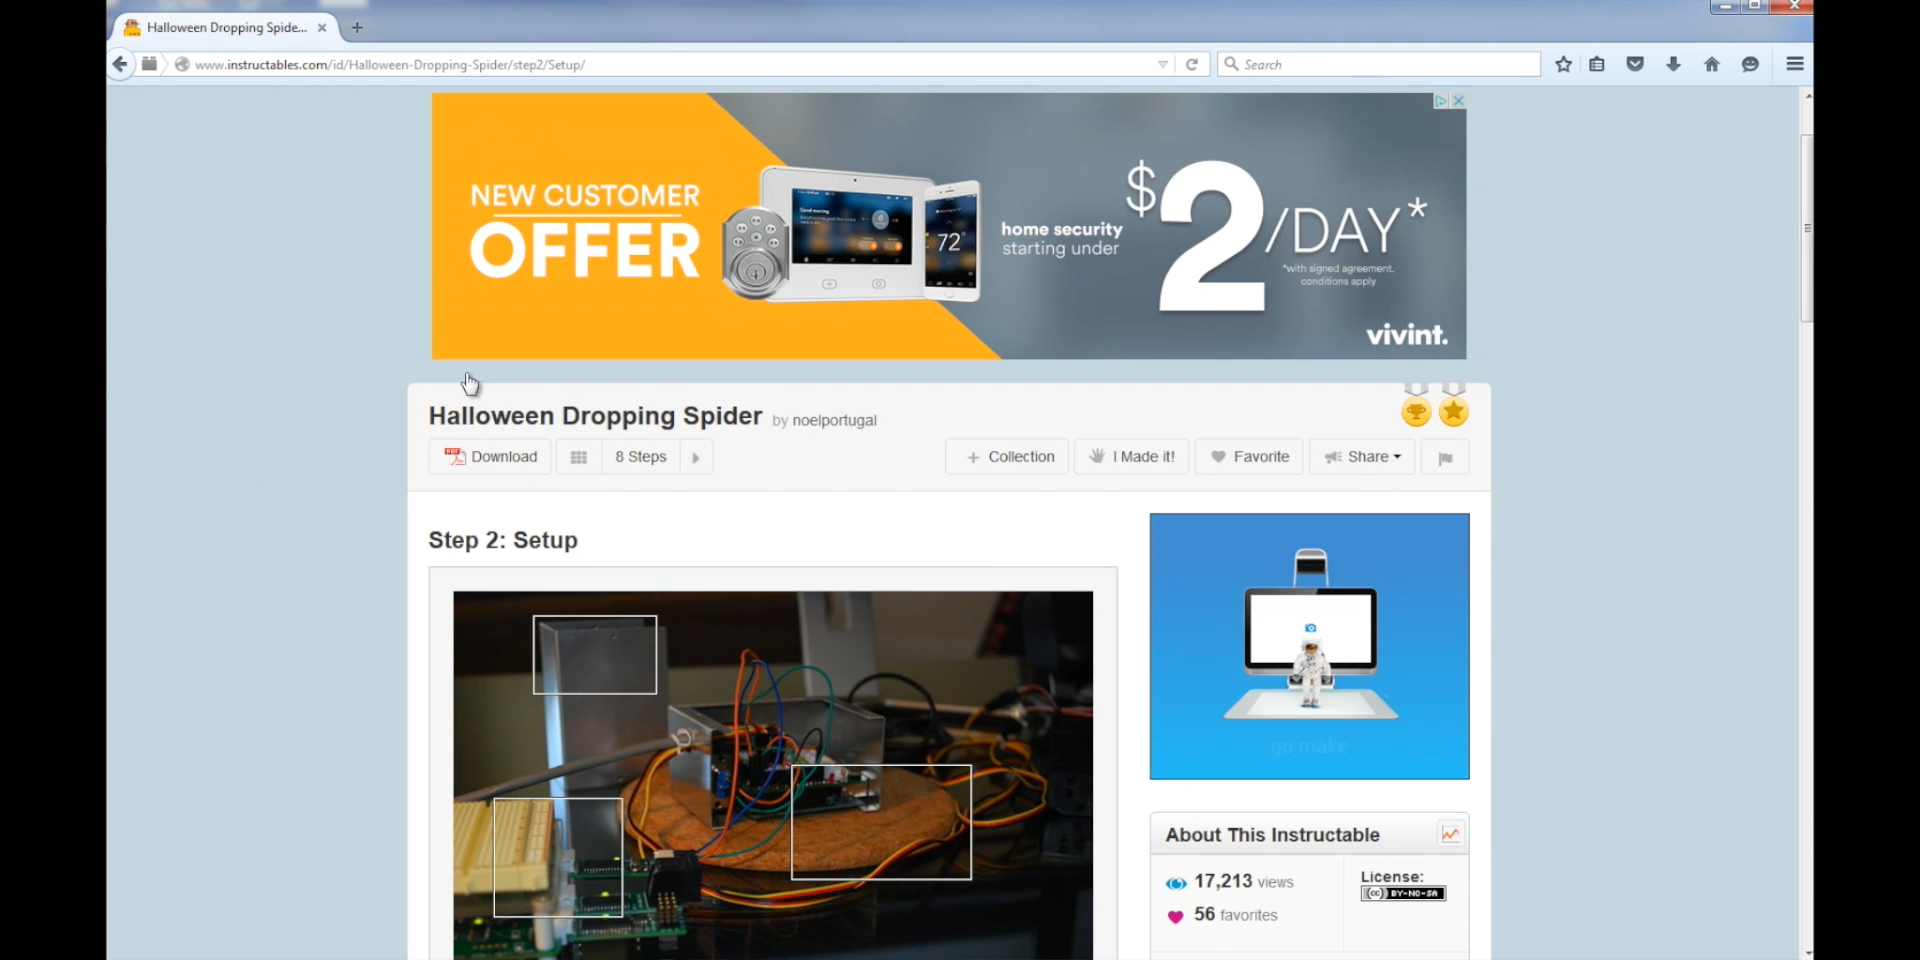 Halloween Dropping Spide...
www.instructables.com/id/Halloween-Dropping-Spider/step2/Setup/
Search
NEW CUSTOMER
OFFER
72°
home security
starting under
$2/DAY*
*with signed agreement.
conditions apply
vivint.
Halloween Dropping Spider by noelportugal
Download
8 Steps
+ Collection
I Made it!
Favorite
Share
Step 2: Setup
go make
About This Instructable
17,213 views
56 favorites
License:
(cc) BY-NC-SA